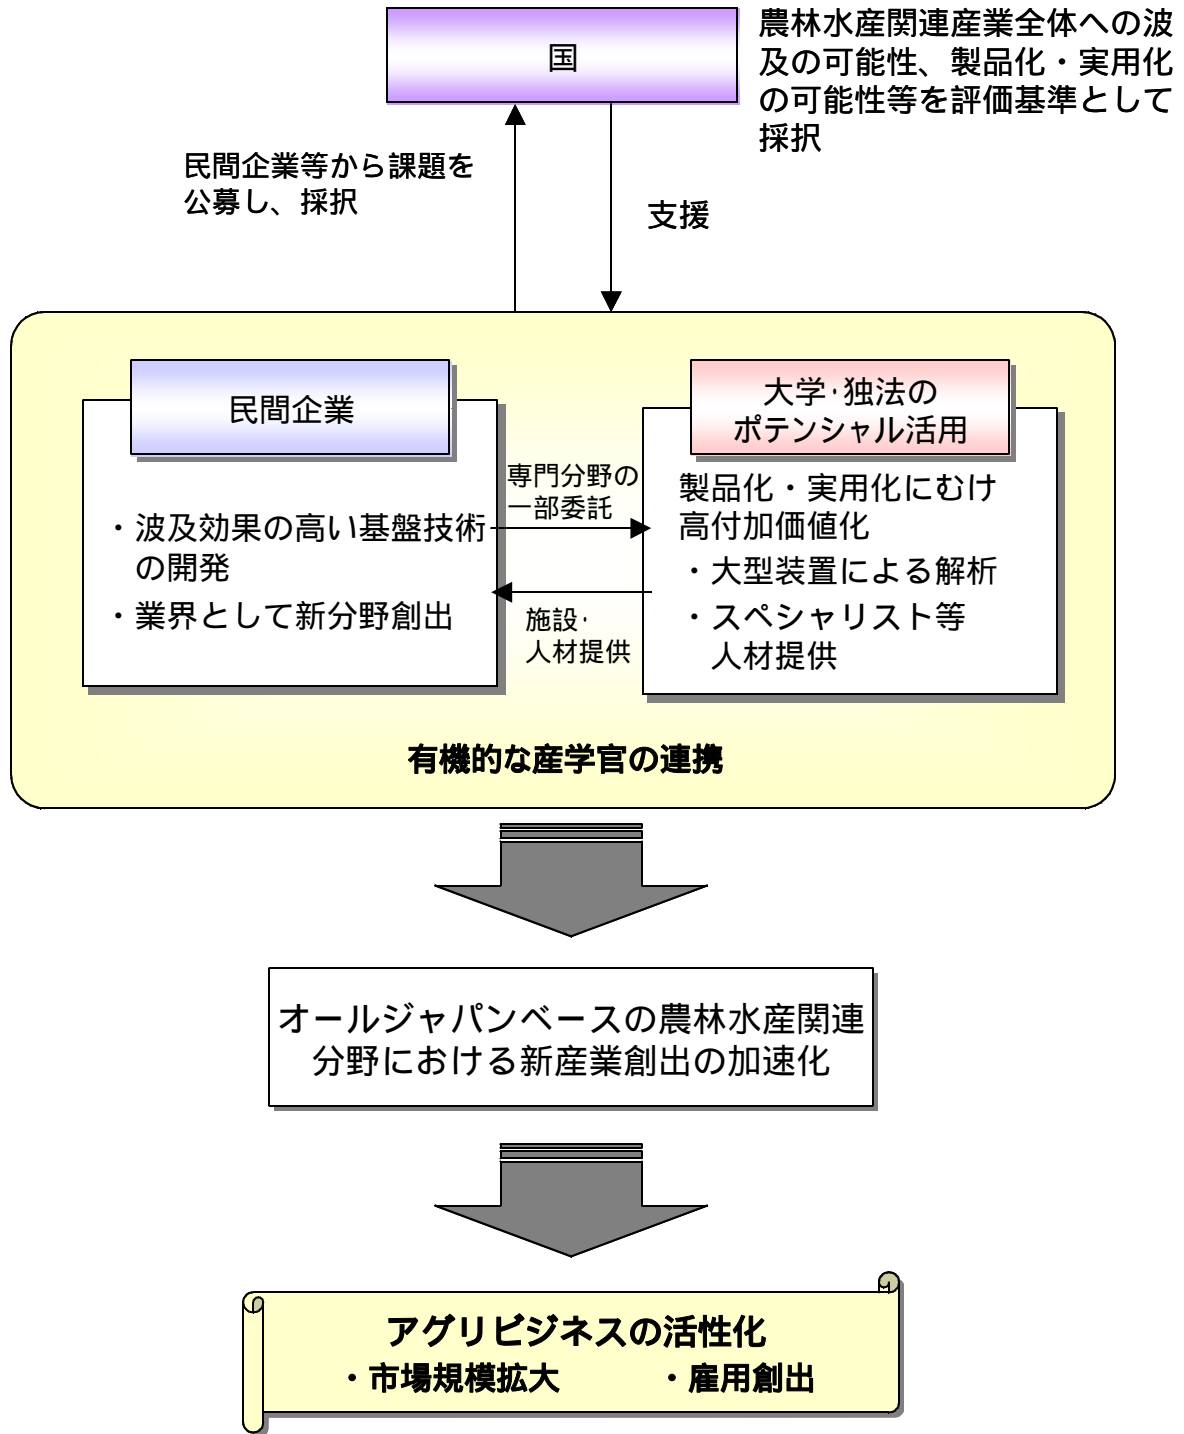 国
農林水産関連産業全体への波
及の可能性、製品化・実用化
の可能性等を評価基準として
採択
民間企業等から課題を
公募し、採択
支援
民間企業
・波及効果の高い基盤技術
の開発
・業界として新分野創出
専門分野の
一部委託
施設・
人材提供
大学・独法の
ポテンシャル活用
製品化・実用化にむけ
高付加価値化
・大型装置による解析
・スペシャリスト等
人材提供
有機的な産学官の連携
オールジャパンベースの農林水産関連
分野における新産業創出の加速化
アグリビジネスの活性化
・市場規模拡大　　　・雇用創出